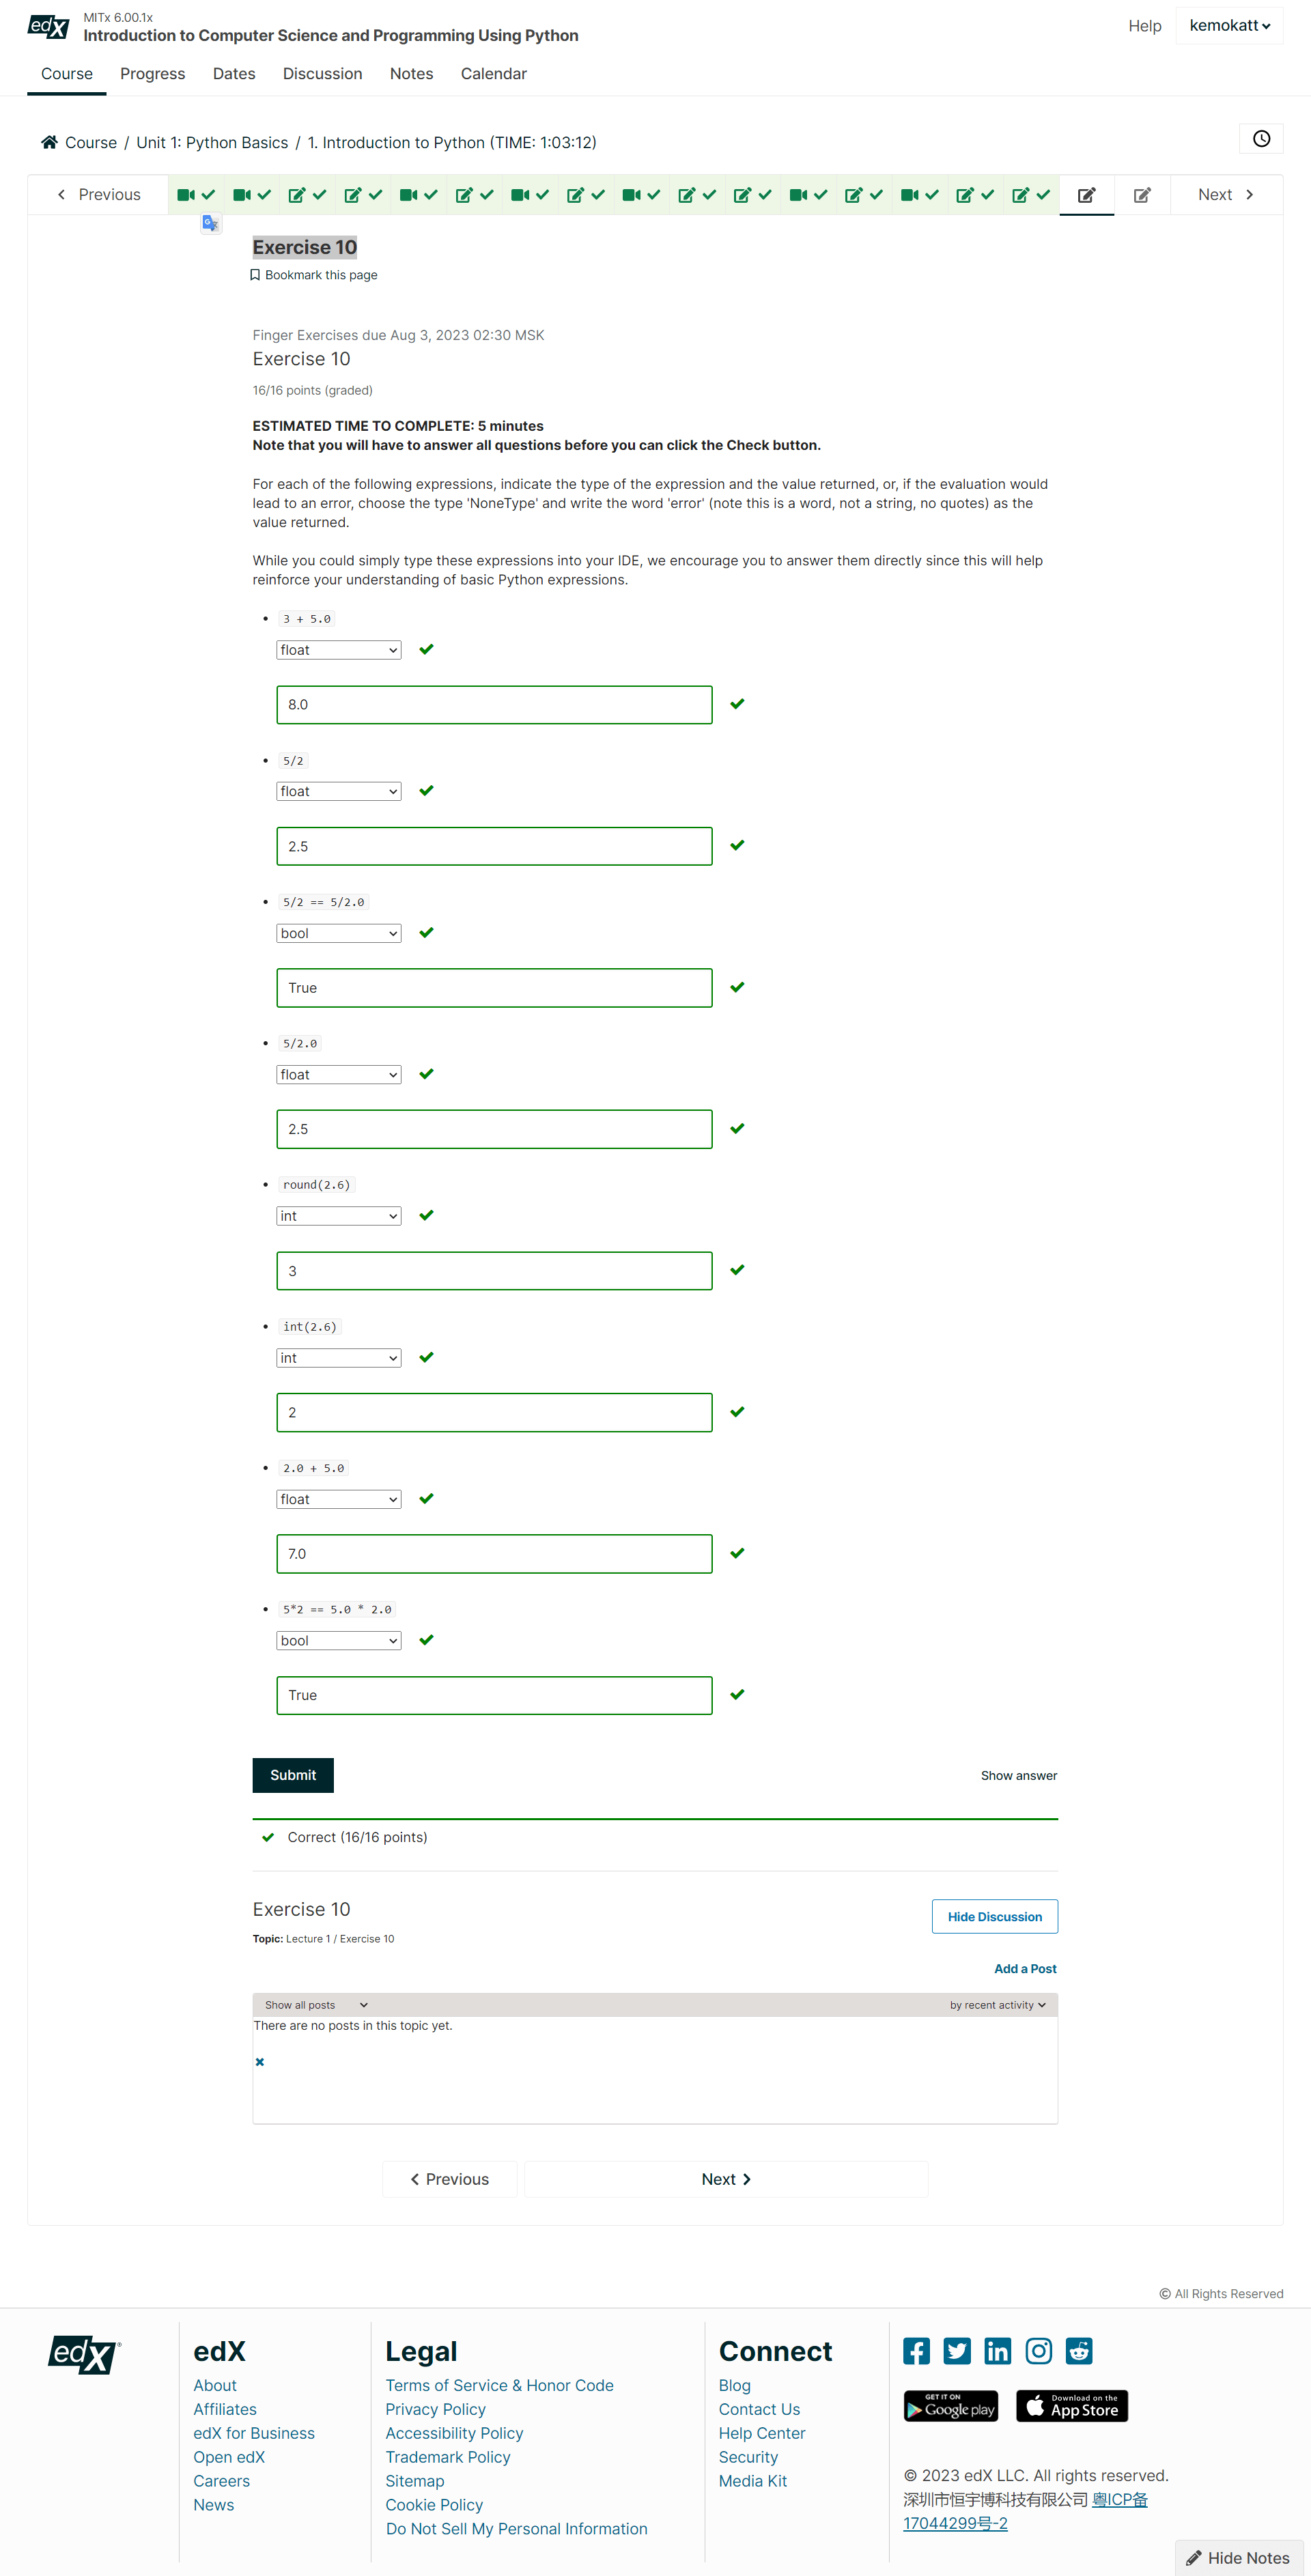 edX
MITx 6.00.1x
Introduction to Computer Science and Programming Using Python
Help
kemokatt
Course Progress Dates Discussion Notes Calendar
Course / Unit 1: Python Basics / 1. Introduction to Python (TIME: 1:03:12)
Previous
Next
Exercise 10
Bookmark this page
Finger Exercises due Aug 3, 2023 02:30 MSK
Exercise 10
16/16 points (graded)
ESTIMATED TIME TO COMPLETE: 5 minutes
Note that you will have to answer all questions before you can click the Check button.
For each of the following expressions, indicate the type of the expression and the value returned, or, if the evaluation would
lead to an error, choose the type 'NoneType' and write the word 'error' (note this is a word, not a string, no quotes) as the
value returned.
While you could simply type these expressions into your IDE, we encourage you to answer them directly since this will help
reinforce your understanding of basic Python expressions.
• 3 + 5.0
float
8.0
• 5/2
float
2.5
• 5/2 == 5/2.0
bool
True
• 5/2.0
float
2.5
• round(2.6)
int
3
• int(2.6)
int
2
• 2.0 + 5.0
float
7.0
• 5*2 == 5.0 * 2.0
bool
True
Submit
Show answer
Correct (16/16 points)
Exercise 10
Hide Discussion
Topic: Lecture 1 / Exercise 10
Add a Post
Show all posts
by recent activity
There are no posts in this topic yet.
Previous
Next
© All Rights Reserved
edX
edX
About
Affiliates
edX for Business
Open edX
Careers
News
Legal
Terms of Service & Honor Code
Privacy Policy
Accessibility Policy
Trademark Policy
Sitemap
Cookie Policy
Do Not Sell My Personal Information
Connect
Blog
Contact Us
Help Center
Security
Media Kit
GET IT ON
Google play
Download on the
App Store
© 2023 edX LLC. All rights reserved.
深圳市恒宇博科技有限公司 粤ICP备
17044299号-2
Hide Notes